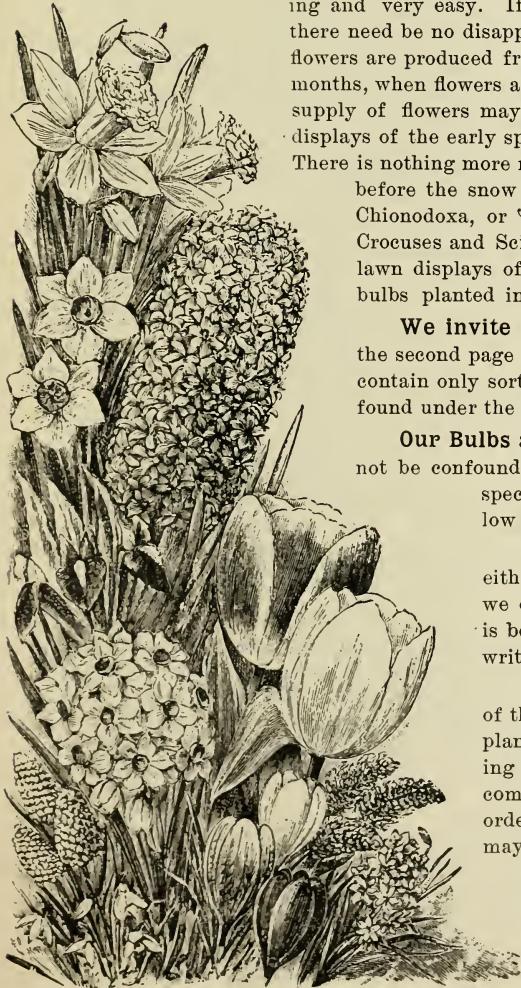 ing and very easy. If
there need be no disapp
flowers are produced fr
months, when flowers a
supply of flowers may
displays of the early sp
There is nothing more r
before the snow
Chionodoxa, or "
Crocuses and Sci
lawn displays of
bulbs planted in
We invite
the second page
contain only sort
found under the
Our Bulbs a
not be confound
spec
low
eith
we
is be
writ
of th
plan
ing
com
orde
may